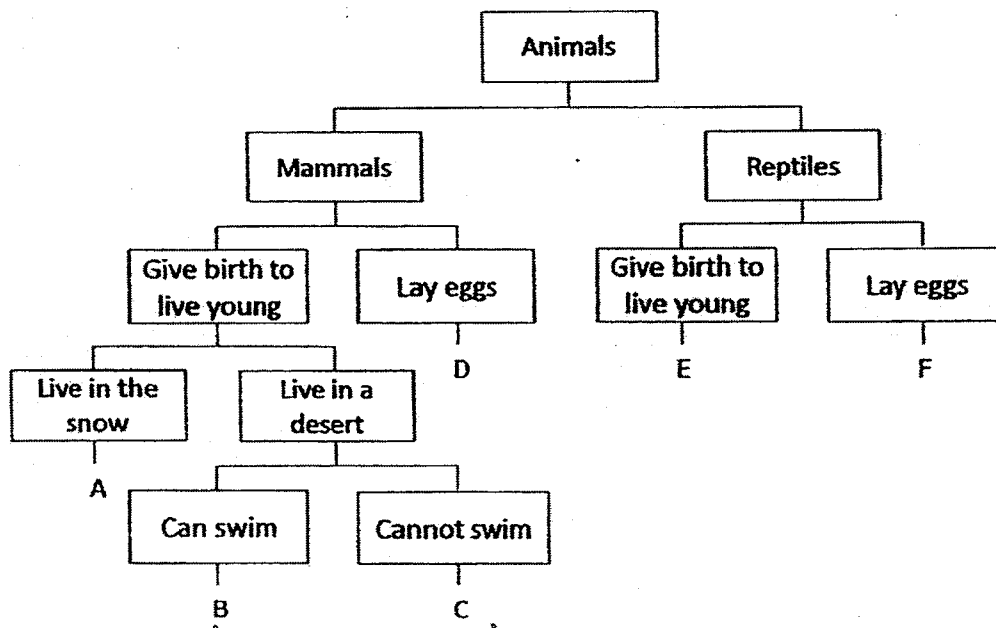 Animals
Mammals
Reptiles
Give birth to
live young
Lay eggs
Give birth to
live young
Lay eggs
D
E
F
Live in the
snow
Live in a
desert
A
Can swim
Cannot swim
B
C